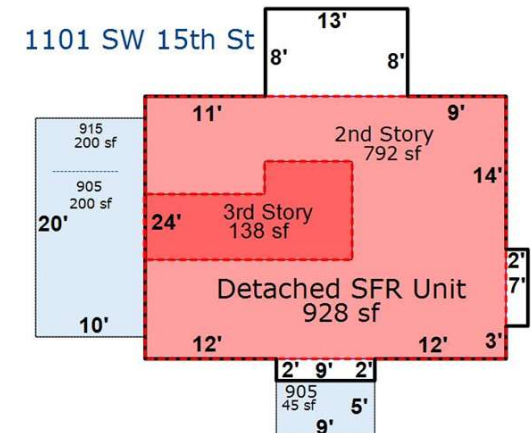 1101 SW 15th St
13'
8'
8'
11'
9'
915
200 sf
2nd Story
792 sf
905
200 sf
14'
20'
24'
3rd Story
138 sf
2'
7'
Detached SFR Unit
928 sf
10'
12'
12'
3'
2'
9'
2'
905
45 sf
5'
9'